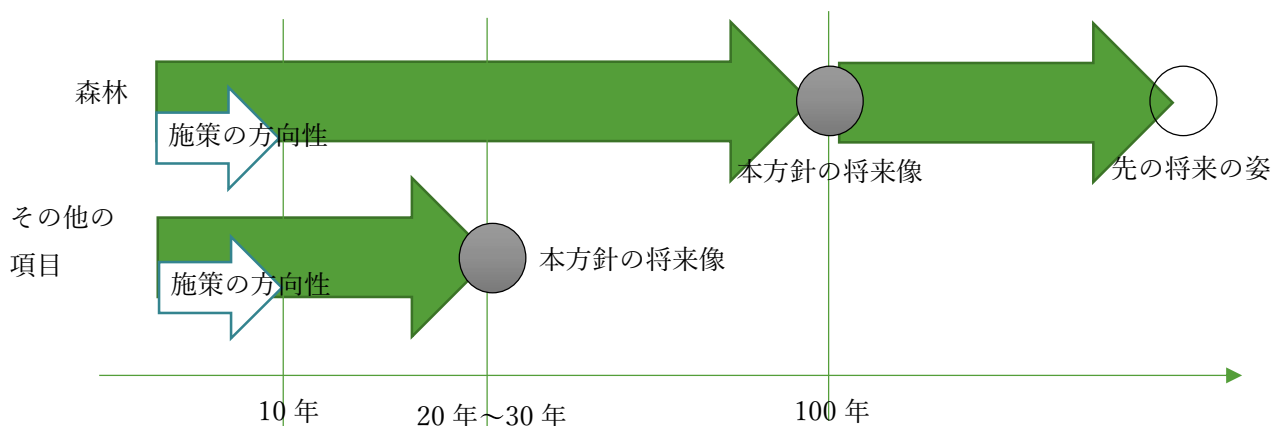 森林
施策の方向性
本方針の将来像
先の将来の姿
その他の
項目
施策の方向性
本方針の将来像
10 年
20 年～30 年
100 年